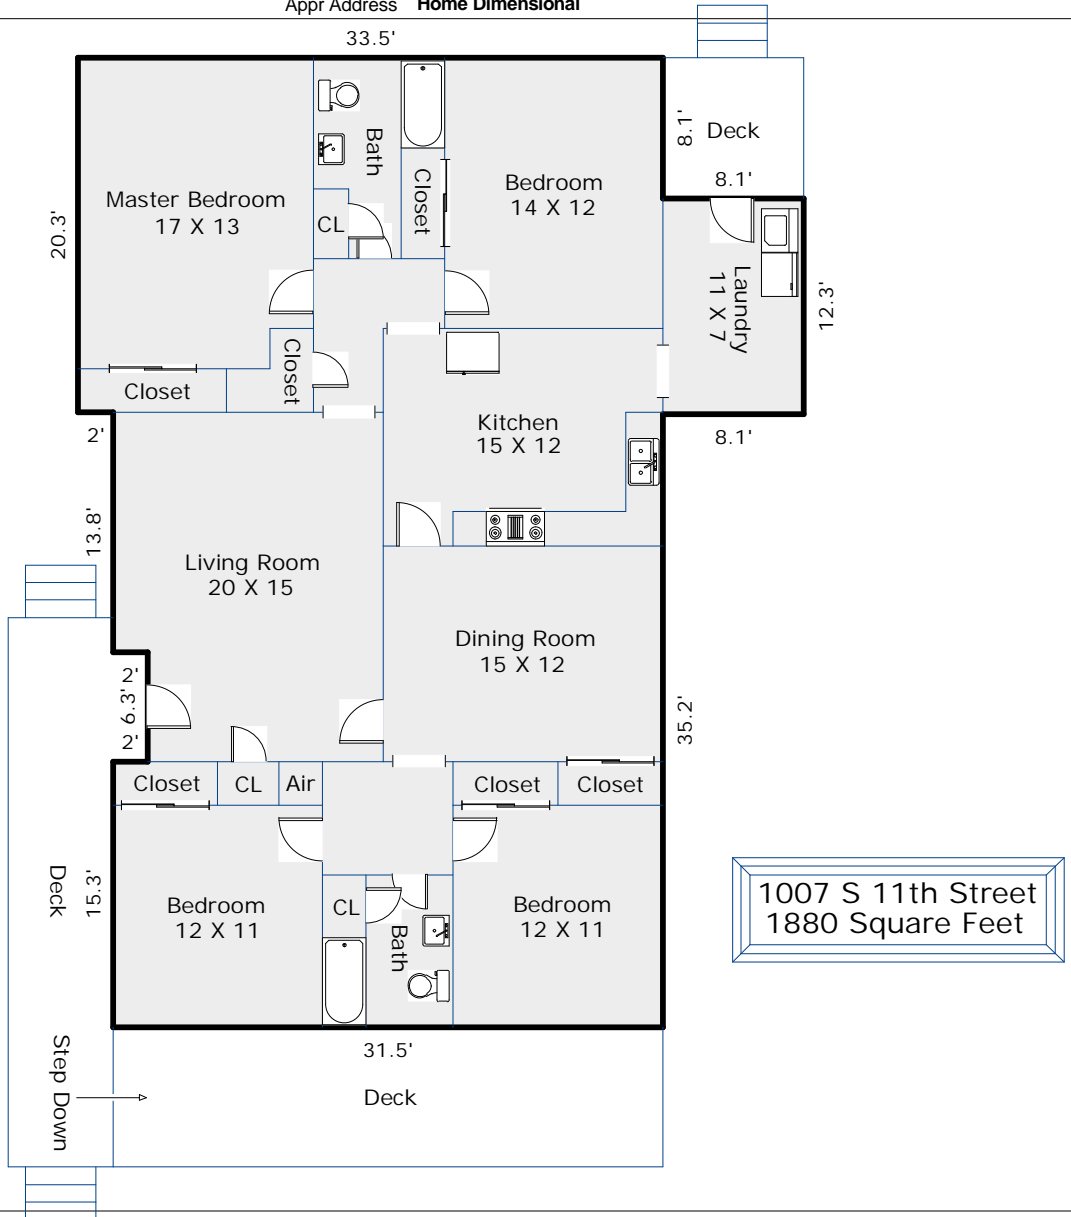 Appr Address Home Dimensional
33.5'
8.1'
Deck
8.1'
Bath
Master Bedroom
17 X 13
CL
Closet
Bedroom
14 X 12
20.3'
Laundry
11 X 7
12.3'
Closet
Closet
2'
Kitchen
15 X 12
8.1'
13.8'
Living Room
20 X 15
Dining Room
15 X 12
2'
6.3'
2'
35.2'
Closet
CL
Air
Closet
Closet
Deck
15.3'
Bedroom
12 X 11
CL
Bath
Bedroom
12 X 11
1007 S 11th Street
1880 Square Feet
31.5'
Step Down
Deck